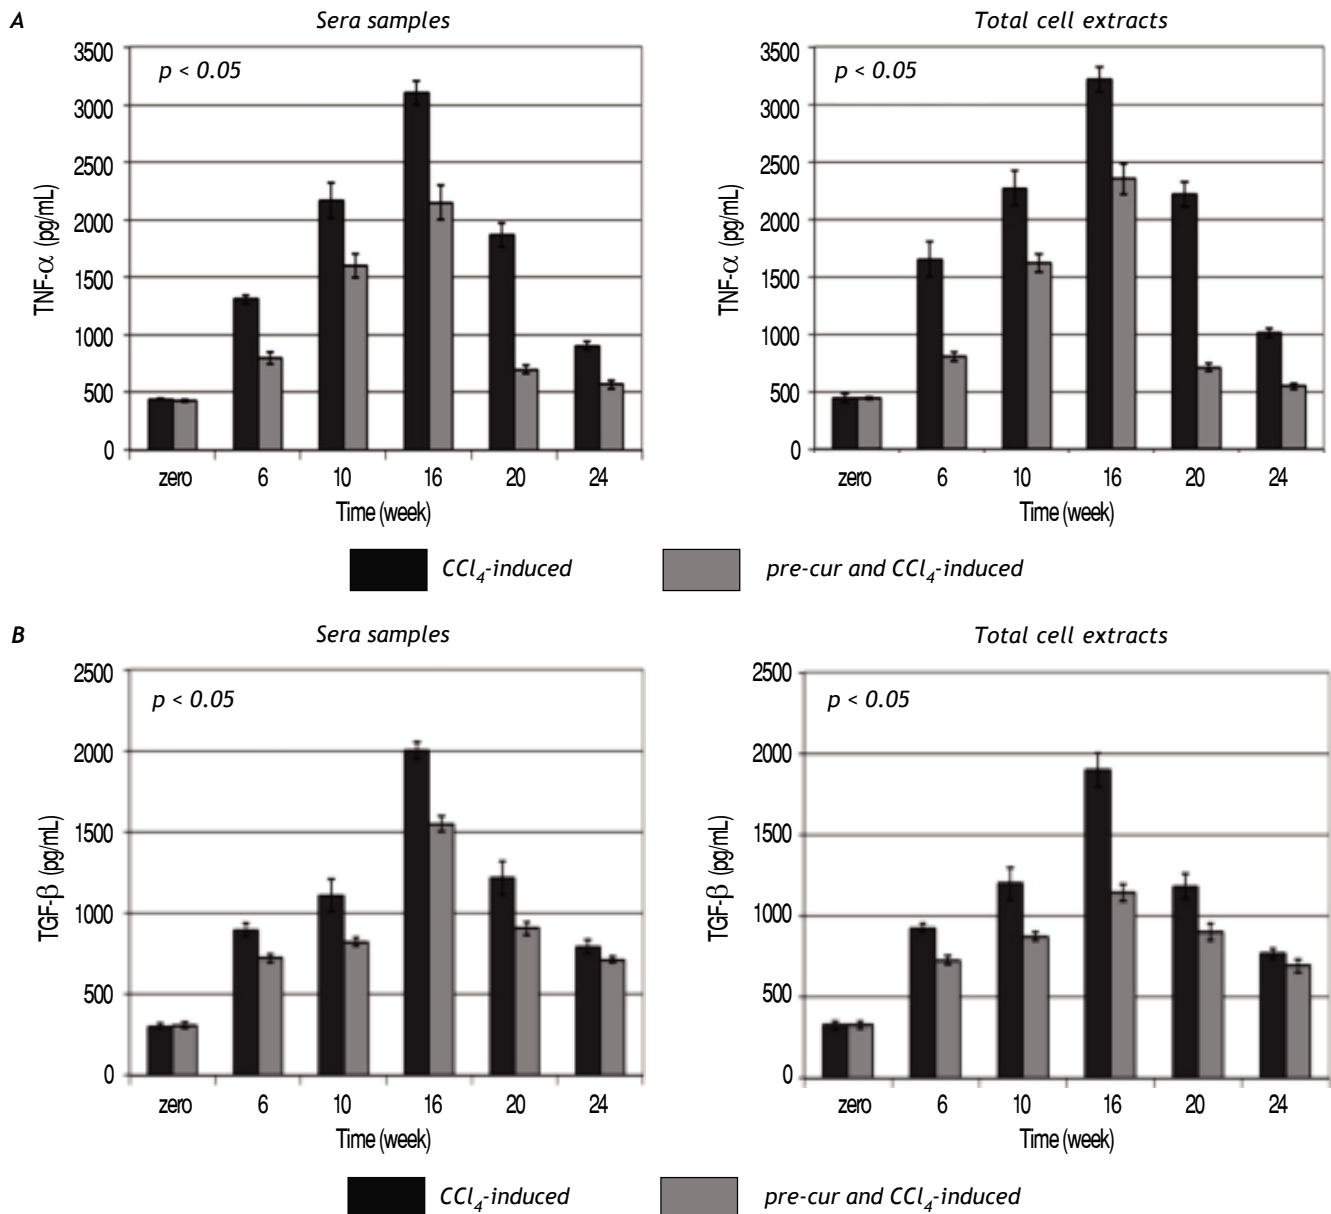 A
Sera samples
Total cell extracts
3500
3000
2500
2000
1500
1000
500
0
TNF-α (pg/mL)
p < 0.05
zero 6 10 16 20 24
Time (week)
3500
3000
2500
2000
1500
1000
500
0
TNF-α (pg/mL)
p < 0.05
zero 6 10 16 20 24
Time (week)
CCl₄-induced
pre-cur and CCl₄-induced
B
Sera samples
Total cell extracts
2500
2000
1500
1000
500
0
TGF-β (pg/mL)
p < 0.05
zero 6 10 16 20 24
Time (week)
2500
2000
1500
1000
500
0
TGF-β (pg/mL)
p < 0.05
zero 6 10 16 20 24
Time (week)
CCl₄-induced
pre-cur and CCl₄-induced